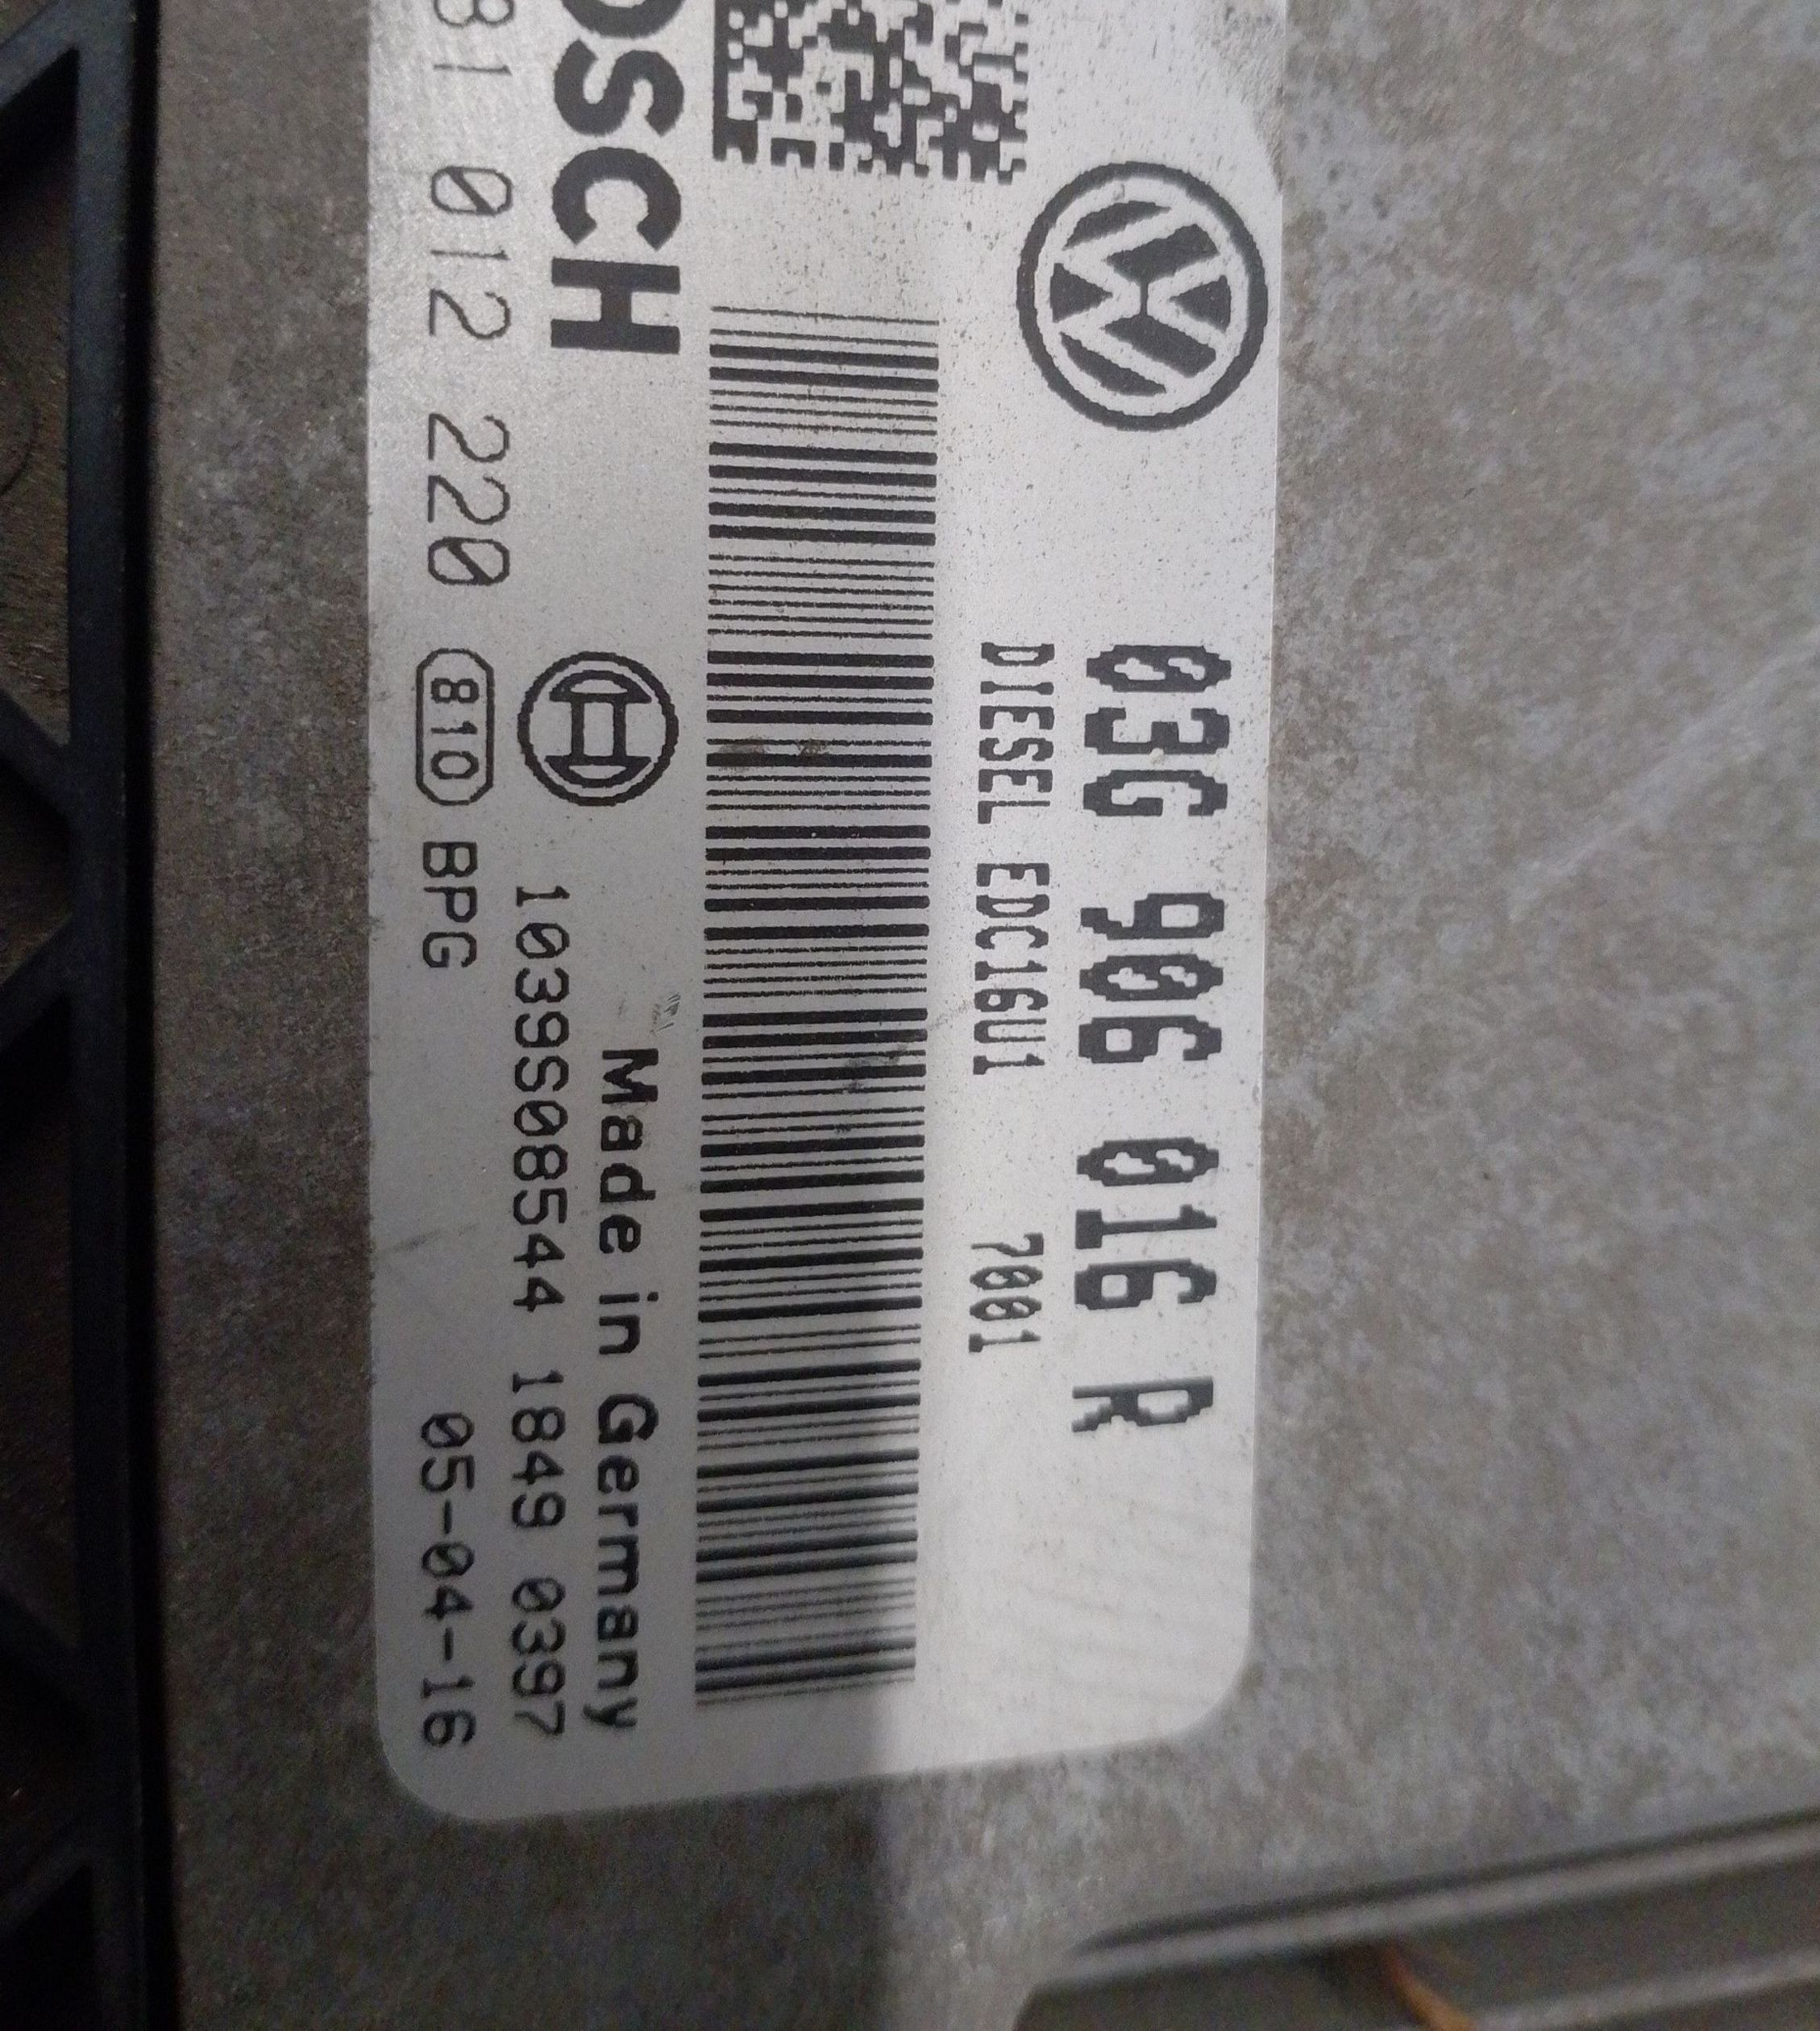 03G 906 016 R
DIESEL EDC16U1 7001
OSCH
Made in Germany
1039S08544 1849 0397
81 012 220 810 BPG 05-04-16